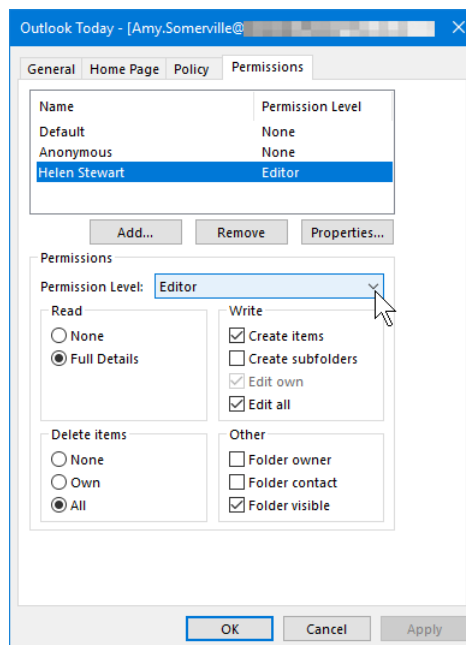 Outlook Today - [Amy.Somerville@
General Home Page Policy Permissions
Name Permission Level
Default None
Anonymous None
Helen Stewart Editor
Add... Remove Properties...
Permissions
Permission Level: Editor
Read Write
None Create items
Full Details Create subfolders
Edit own
Edit all
Delete items Other
None Folder owner
Own Folder contact
All Folder visible
OK Cancel Apply